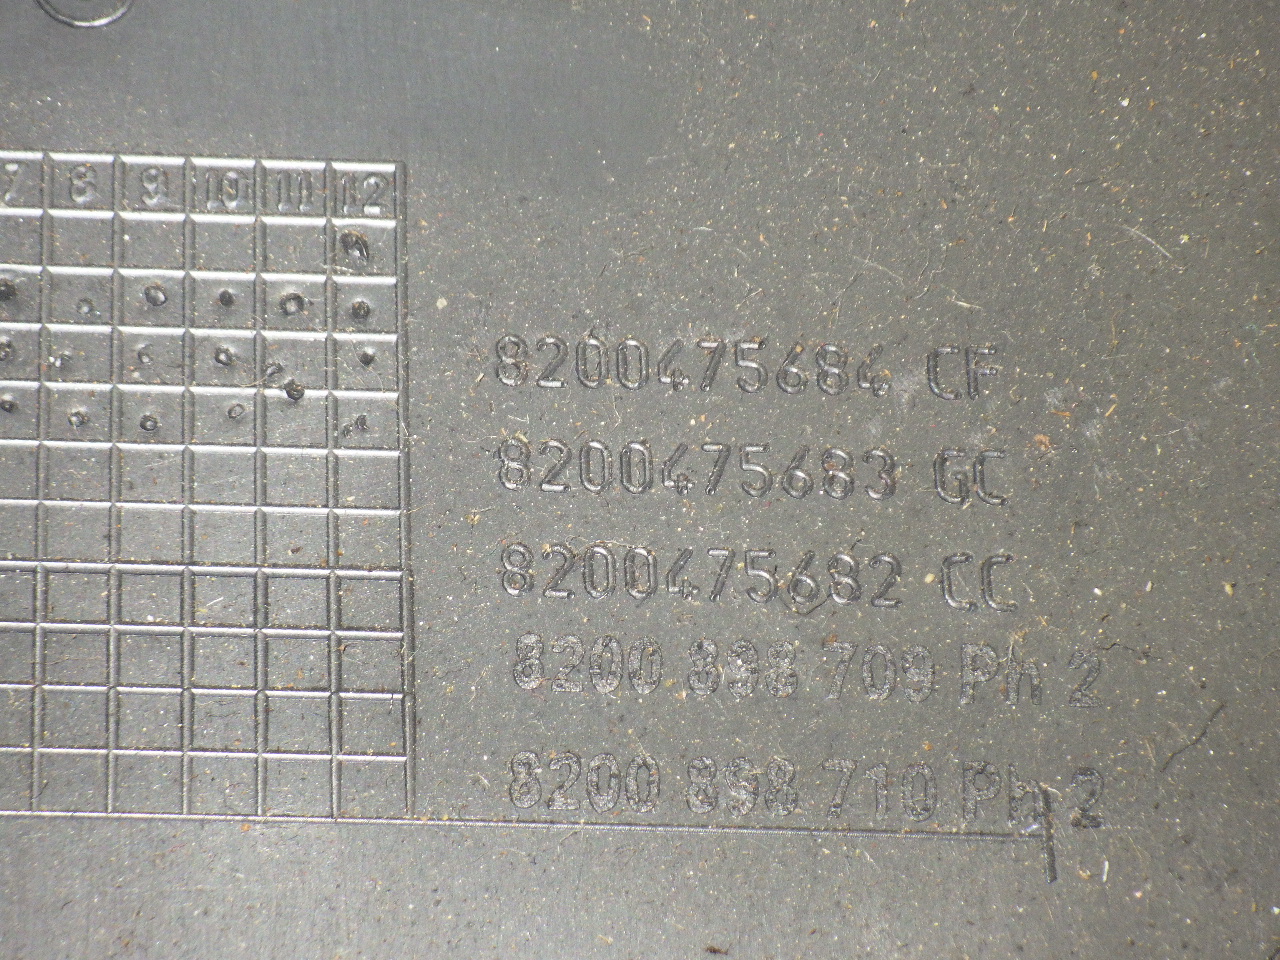 7 8 9 10 11 12
8200475684 CF
8200475683 GC
8200475682 CC
8200 898 709 Ph 2
8200 898 710 Ph 2